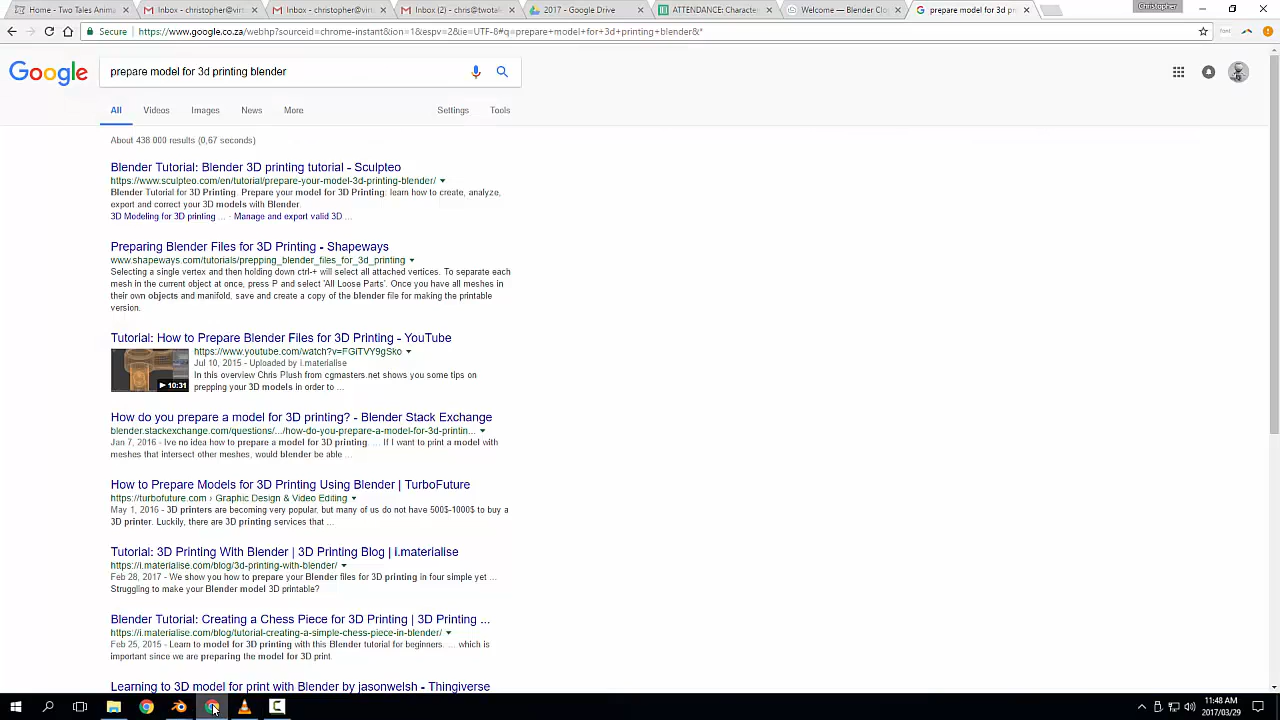 Home - Two Tales Anima
Inbox - christopher@virtu
Inbox - christopher@virtu
Inbox (2) - chris@twotal
2017 - Google Drive
ATTENDANCE: Character
Welcome — Blender Clo
prepare model for 3d pri
Christopher
Secure
https://www.google.co.za/webhp?sourceid=chrome-instant&ion=1&espv=2&ie=UTF-8#q=prepare+model+for+3d+printing+blender&*
Google
prepare model for 3d printing blender
All
Videos
Images
News
More
Settings
Tools
About 438 000 results (0,67 seconds)
Blender Tutorial: Blender 3D printing tutorial - Sculpteo
https://www.sculpteo.com/en/tutorial/prepare-your-model-3d-printing-blender/
Blender Tutorial for 3D Printing. Prepare your model for 3D Printing: learn how to create, analyze,
export and correct your 3D models with Blender.
3D Modeling for 3D printing ... · Manage and export valid 3D ...
Preparing Blender Files for 3D Printing - Shapeways
www.shapeways.com/tutorials/prepping_blender_files_for_3d_printing
Selecting a single vertex and then holding down ctrl-+ will select all attached vertices. To separate each
mesh in the current object at once, press P and select 'All Loose Parts'. Once you have all meshes in
their own objects and manifold, save and create a copy of the blender file for making the printable
version.
Tutorial: How to Prepare Blender Files for 3D Printing - YouTube
https://www.youtube.com/watch?v=FGiTVY9gSko
Jul 10, 2015 - Uploaded by i.materialise
In this overview Chris Plush from cgmasters.net shows you some tips on
prepping your 3D models in order to ...
10:31
How do you prepare a model for 3D printing? - Blender Stack Exchange
blender.stackexchange.com/questions/.../how-do-you-prepare-a-model-for-3d-printin...
Jan 7, 2016 - Ive no idea how to prepare a model for 3D printing. ... If I want to print a model with
meshes that intersect other meshes, would blender be able ...
How to Prepare Models for 3D Printing Using Blender | TurboFuture
https://turbofuture.com › Graphic Design & Video Editing
May 1, 2016 - 3D printers are becoming very popular, but many of us do not have 500$-1000$ to buy a
3D printer. Luckily, there are 3D printing services that ...
Tutorial: 3D Printing With Blender | 3D Printing Blog | i.materialise
https://i.materialise.com/blog/3d-printing-with-blender/
Feb 28, 2017 - We show you how to prepare your Blender files for 3D printing in four simple yet ...
Struggling to make your Blender model 3D printable?
Blender Tutorial: Creating a Chess Piece for 3D Printing | 3D Printing ...
https://i.materialise.com/blog/tutorial-creating-a-simple-chess-piece-in-blender/
Feb 25, 2015 - Learn to model for 3D printing with this Blender tutorial for beginners. ... which is
important since we are preparing the model for 3D print.
Learning to 3D model for print with Blender by jasonwelsh - Thingiverse
11:48 AM
2017/03/29